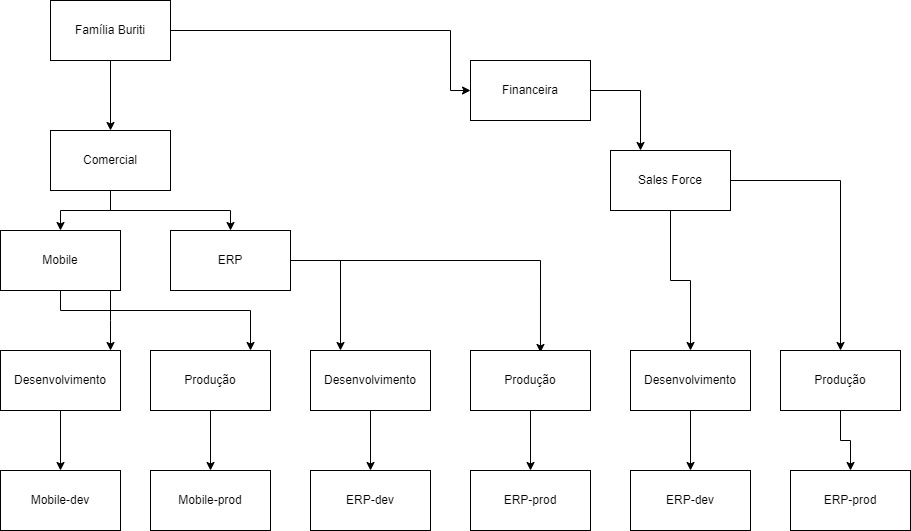 Família Buriti
Financeira
Comercial
Sales Force
Mobile
ERP
Desenvolvimento
Produção
Desenvolvimento
Produção
Desenvolvimento
Produção
Mobile-dev
Mobile-prod
ERP-dev
ERP-prod
ERP-dev
ERP-prod